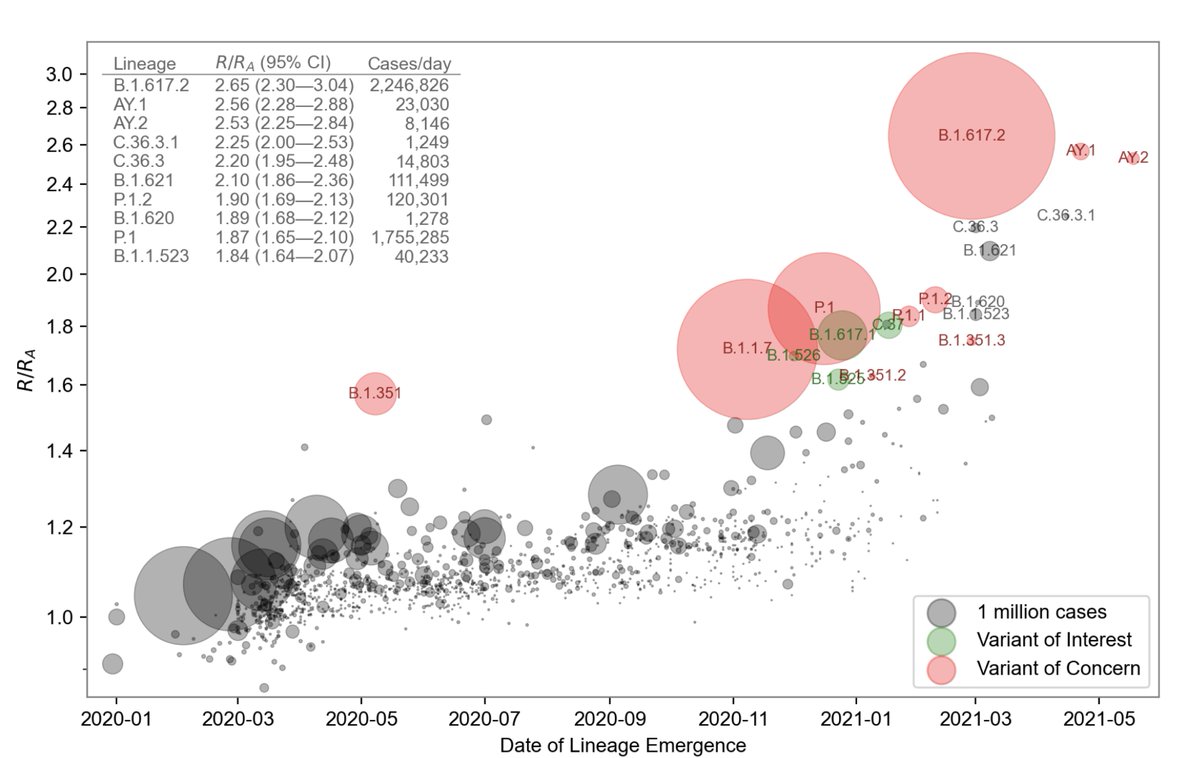 Lineage R/R_A (95% CI) Cases/day
B.1.617.2 2.65 (2.30—3.04) 2,246,826
AY.1 2.56 (2.28—2.88) 23,030
AY.2 2.53 (2.25—2.84) 8,146
C.36.3.1 2.25 (2.00—2.53) 1,249
C.36.3 2.20 (1.95—2.48) 14,803
B.1.621 2.10 (1.86—2.36) 111,499
P.1.2 1.90 (1.69—2.13) 120,301
B.1.620 1.89 (1.68—2.12) 1,278
P.1 1.87 (1.65—2.10) 1,755,285
B.1.1.523 1.84 (1.64—2.07) 40,233
3.0
2.8
2.6
2.4
2.2
2.0
1.8
1.6
1.4
1.2
1.0
R/R_A
B.1.617.2
AY.1
AY.2
C.36.3.1
C.36.3
B.1.621
P.1.2
B.1.620
P.1
P.1.1
B.1.1.523
C.37
B.1.617.1
B.1.351.3
B.1.1.7
B.1.526
B.1.525
B.1.351.2
B.1.351
1 million cases
Variant of Interest
Variant of Concern
2020-01 2020-03 2020-05 2020-07 2020-09 2020-11 2021-01 2021-03 2021-05
Date of Lineage Emergence